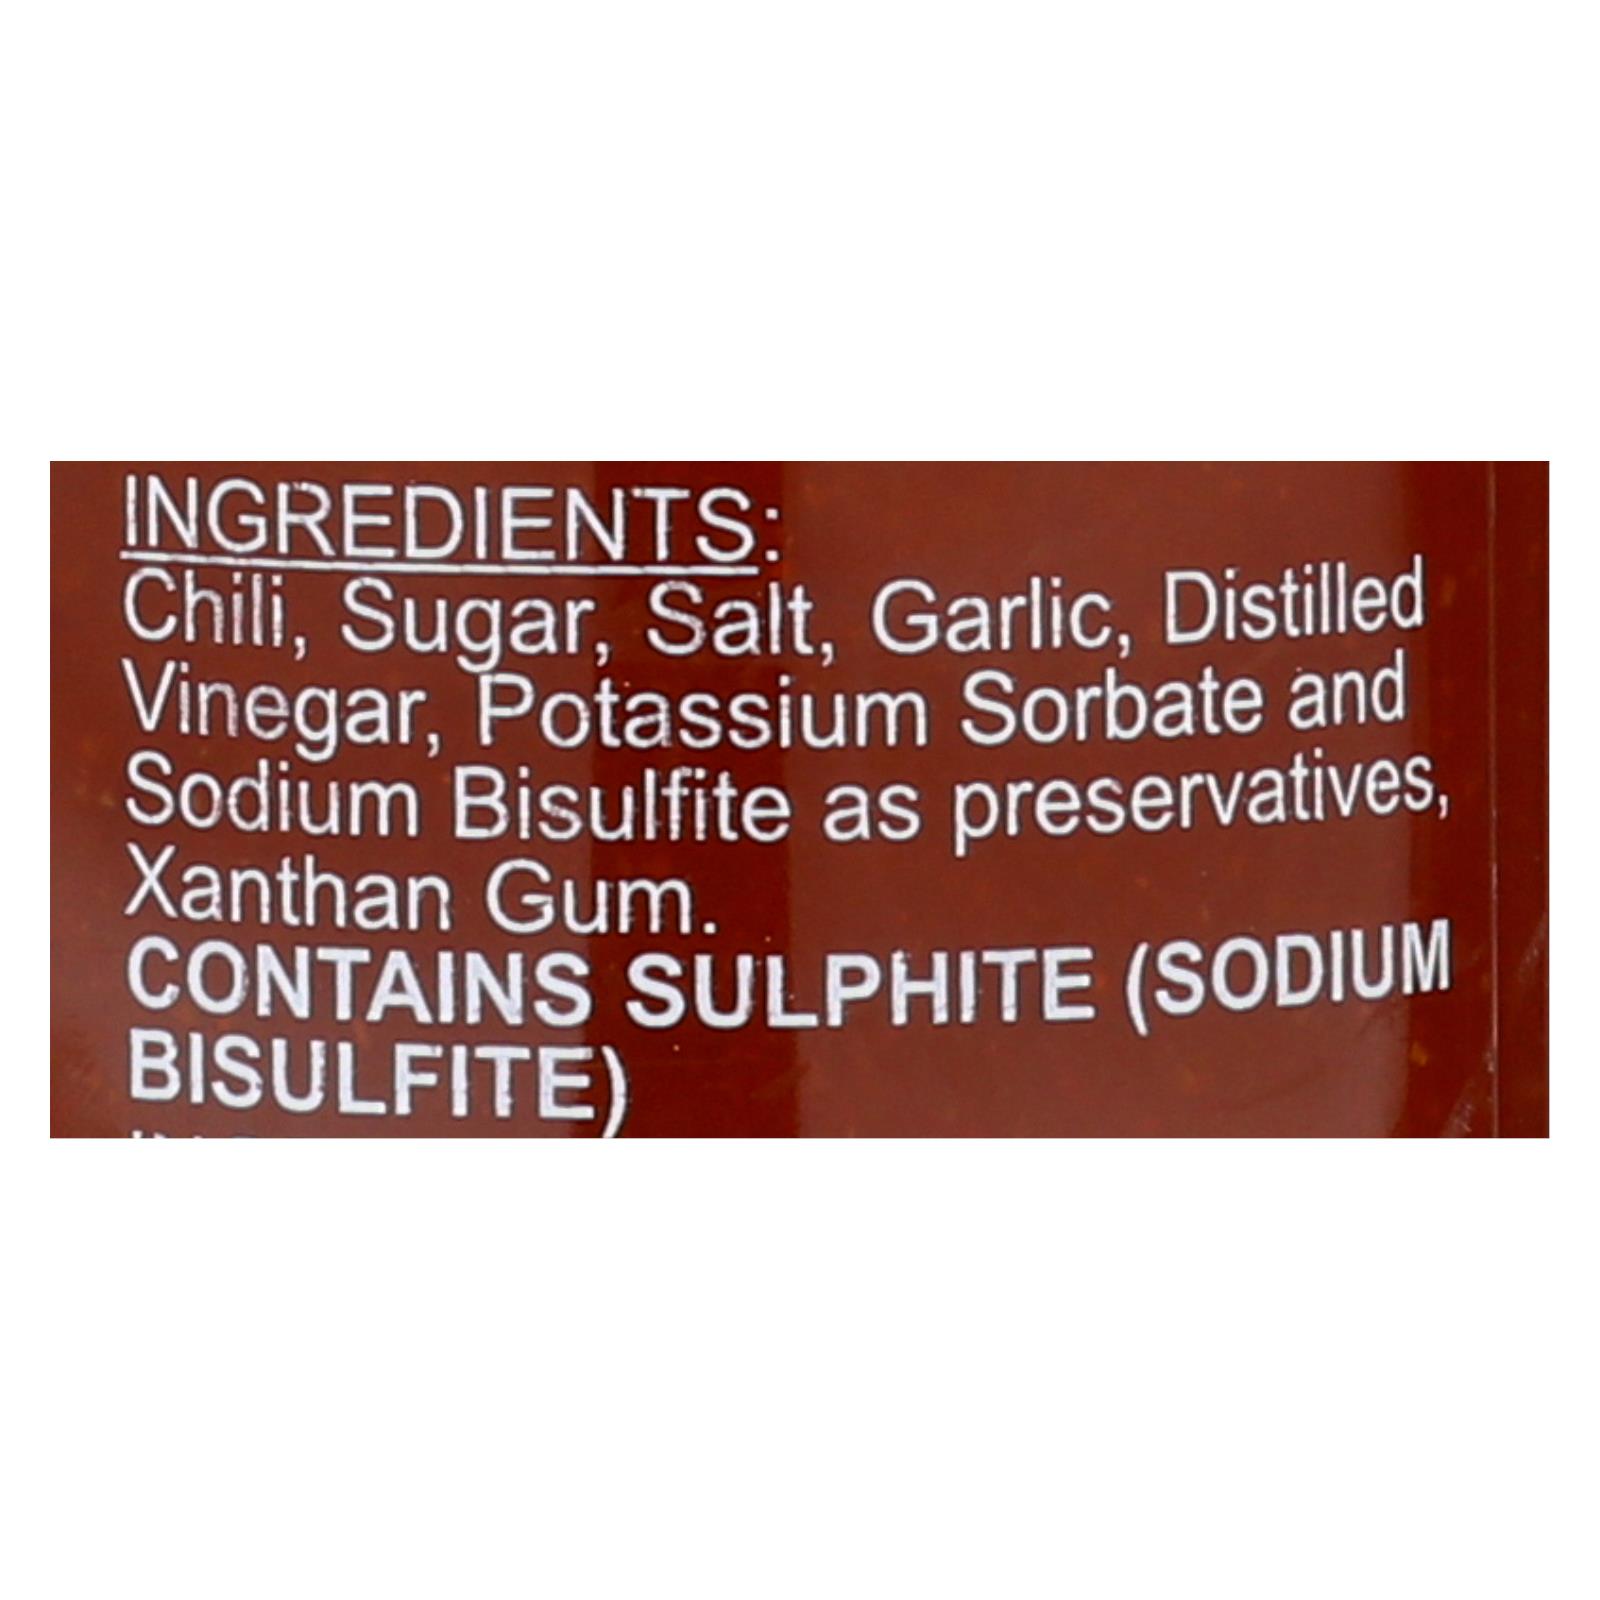 INGREDIENTS:
Chili, Sugar, Salt, Garlic, Distilled
Vinegar, Potassium Sorbate and
Sodium Bisulfite as preservatives,
Xanthan Gum.
CONTAINS SULPHITE (SODIUM
BISULFITE)